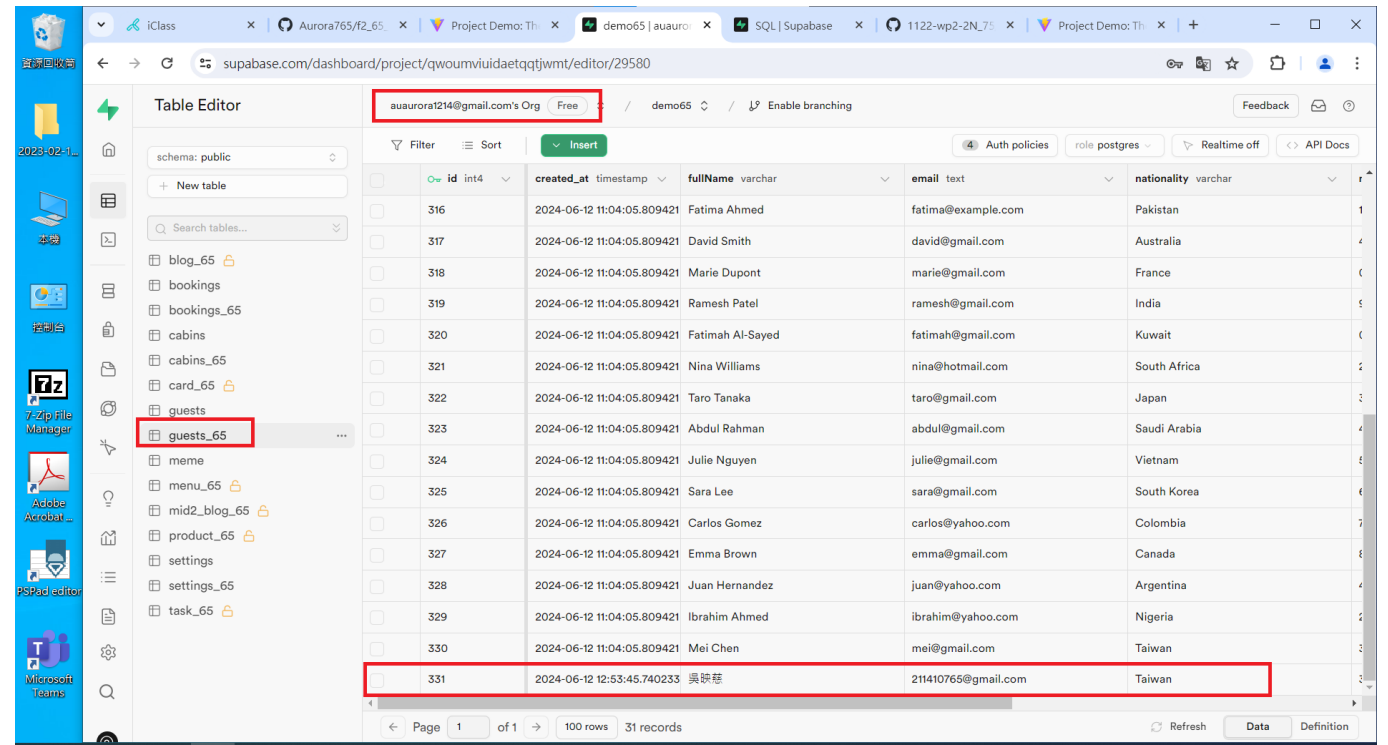 iClass
Aurora765/f2_65_
Project Demo: Th
demo65 | auauror
SQL | Supabase
1122-wp2-2N_75
Project Demo: Th
資源回收筒
supabase.com/dashboard/project/qwoumviuidaetqqtjwmt/editor/29580
Table Editor
auaurora1214@gmail.com's Org Free / demo65 / Enable branching
Feedback
2023-02-1...
schema: public
Filter Sort Insert 4 Auth policies role postgres Realtime off API Docs
New table
id int4 created_at timestamp fullName varchar email text nationality varchar
Search tables...
316 2024-06-12 11:04:05.809421 Fatima Ahmed fatima@example.com Pakistan
本機
317 2024-06-12 11:04:05.809421 David Smith david@gmail.com Australia
blog_65
318 2024-06-12 11:04:05.809421 Marie Dupont marie@gmail.com France
bookings
319 2024-06-12 11:04:05.809421 Ramesh Patel ramesh@gmail.com India
bookings_65
控制台
cabins
320 2024-06-12 11:04:05.809421 Fatimah Al-Sayed fatimah@gmail.com Kuwait
cabins_65
321 2024-06-12 11:04:05.809421 Nina Williams nina@hotmail.com South Africa
card_65
7z
322 2024-06-12 11:04:05.809421 Taro Tanaka taro@gmail.com Japan
guests
7-Zip File
Manager
guests_65
323 2024-06-12 11:04:05.809421 Abdul Rahman abdul@gmail.com Saudi Arabia
meme
324 2024-06-12 11:04:05.809421 Julie Nguyen julie@gmail.com Vietnam
menu_65
325 2024-06-12 11:04:05.809421 Sara Lee sara@gmail.com South Korea
Adobe
Acrobat ...
mid2_blog_65
326 2024-06-12 11:04:05.809421 Carlos Gomez carlos@yahoo.com Colombia
product_65
327 2024-06-12 11:04:05.809421 Emma Brown emma@gmail.com Canada
settings
328 2024-06-12 11:04:05.809421 Juan Hernandez juan@yahoo.com Argentina
PSPad editor
settings_65
task_65
329 2024-06-12 11:04:05.809421 Ibrahim Ahmed ibrahim@yahoo.com Nigeria
330 2024-06-12 11:04:05.809421 Mei Chen mei@gmail.com Taiwan
Microsoft
Teams
331 2024-06-12 12:53:45.740233 吳映慈 211410765@gmail.com Taiwan
Page 1 of 1 100 rows 31 records Refresh Data Definition